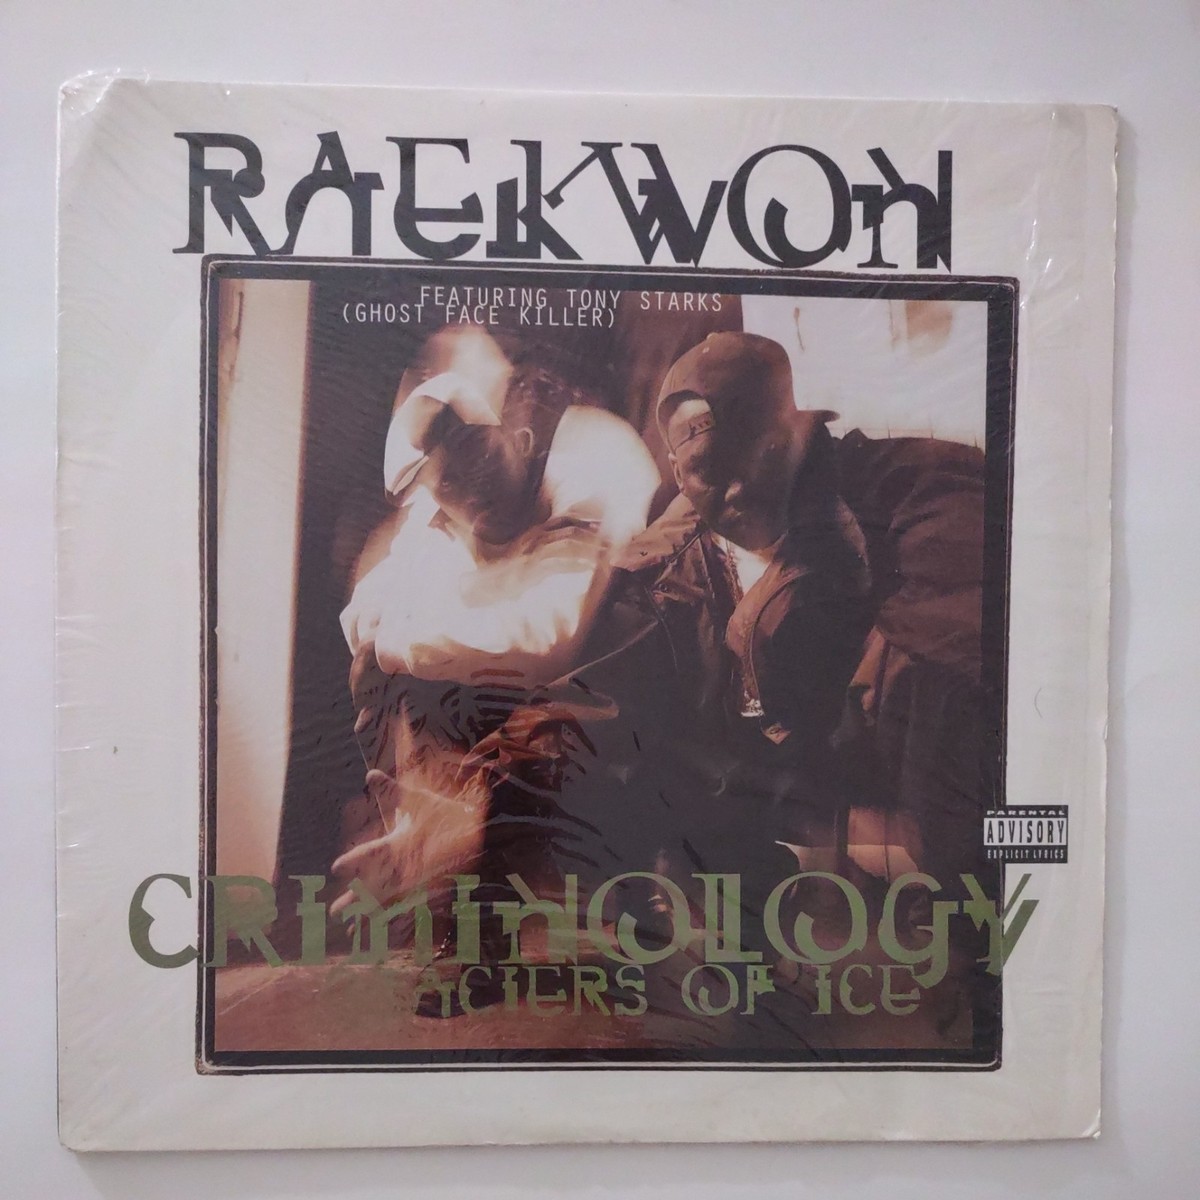 RAEKWON
FEATURING TONY STARKS
(GHOST FACE KILLER)
PARENTAL
ADVISORY
EXPLICIT LYRICS
CRIMINOLOGY
ACIERS OF ICE